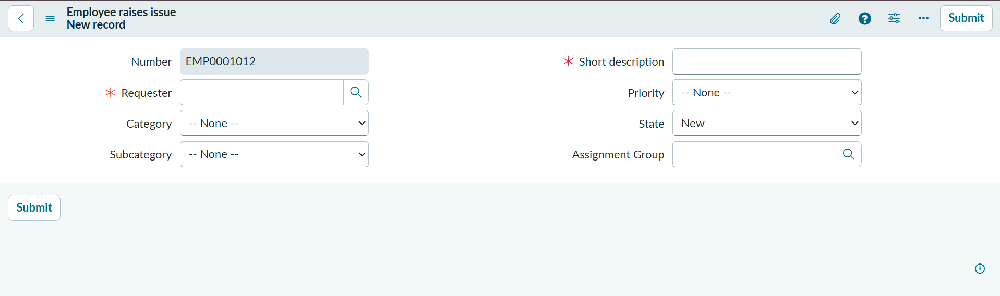 Employee raises issue
New record
Submit
Number
EMP0001012
Requester
Category
-- None --
Subcategory
-- None --
Short description
Priority
-- None --
State
New
Assignment Group
Submit